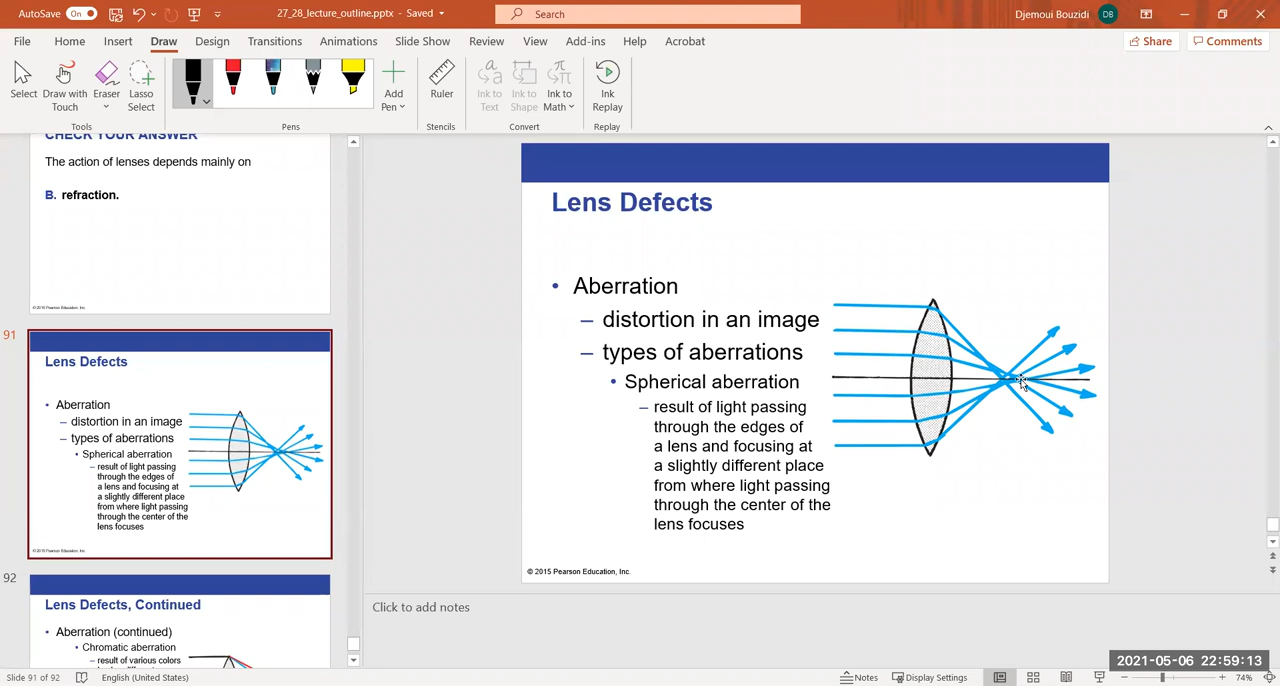 AutoSave On 27_28_lecture_outline.pptx - Saved Search Djemoui Bouzidi DB
File Home Insert Draw Design Transitions Animations Slide Show Review View Add-ins Help Acrobat Share Comments
Select Draw with Touch Eraser Lasso Select Add Pen Ruler Ink to Text Ink to Shape Ink to Math Ink Replay
Tools Pens Stencils Convert Replay
CHECK YOUR ANSWER
The action of lenses depends mainly on
B. refraction.
© 2015 Pearson Education, Inc.
91
Lens Defects
• Aberration
– distortion in an image
– types of aberrations
• Spherical aberration
– result of light passing
through the edges of
a lens and focusing at
a slightly different place
from where light passing
through the center of the
lens focuses
© 2015 Pearson Education, Inc.
92
Lens Defects, Continued
• Aberration (continued)
• Chromatic aberration
– result of various colors
Lens Defects
• Aberration
– distortion in an image
– types of aberrations
• Spherical aberration
– result of light passing
through the edges of
a lens and focusing at
a slightly different place
from where light passing
through the center of the
lens focuses
© 2015 Pearson Education, Inc.
Click to add notes
2021-05-06 22:59:13
Slide 91 of 92 English (United States) Notes Display Settings 74%